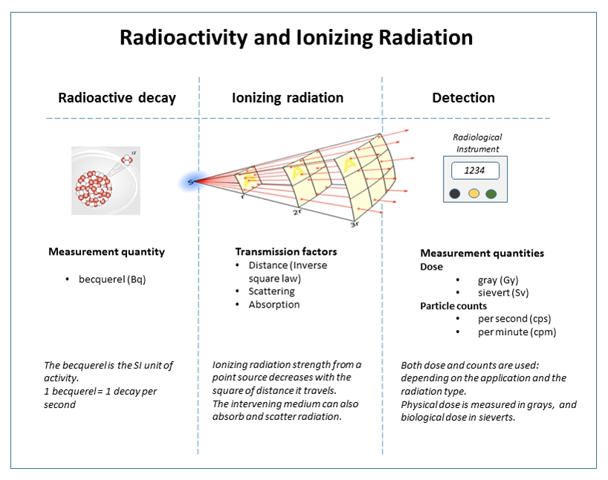 Radioactivity and Ionizing Radiation
Radioactive decay
Ionizing radiation
Detection
α
S
r
2r
3r
A
A
A
Radiological
Instrument
1234
Measurement quantity
• becquerel (Bq)
The becquerel is the SI unit of
activity.
1 becquerel = 1 decay per
second
Transmission factors
• Distance (Inverse
square law)
• Scattering
• Absorption
Ionizing radiation strength from a
point source decreases with the
square of distance it travels.
The intervening medium can also
absorb and scatter radiation.
Measurement quantities
Dose
• gray (Gy)
• sievert (Sv)
Particle counts
• per second (cps)
• per minute (cpm)
Both dose and counts are used:
depending on the application and the
radiation type.
Physical dose is measured in grays, and
biological dose in sieverts.